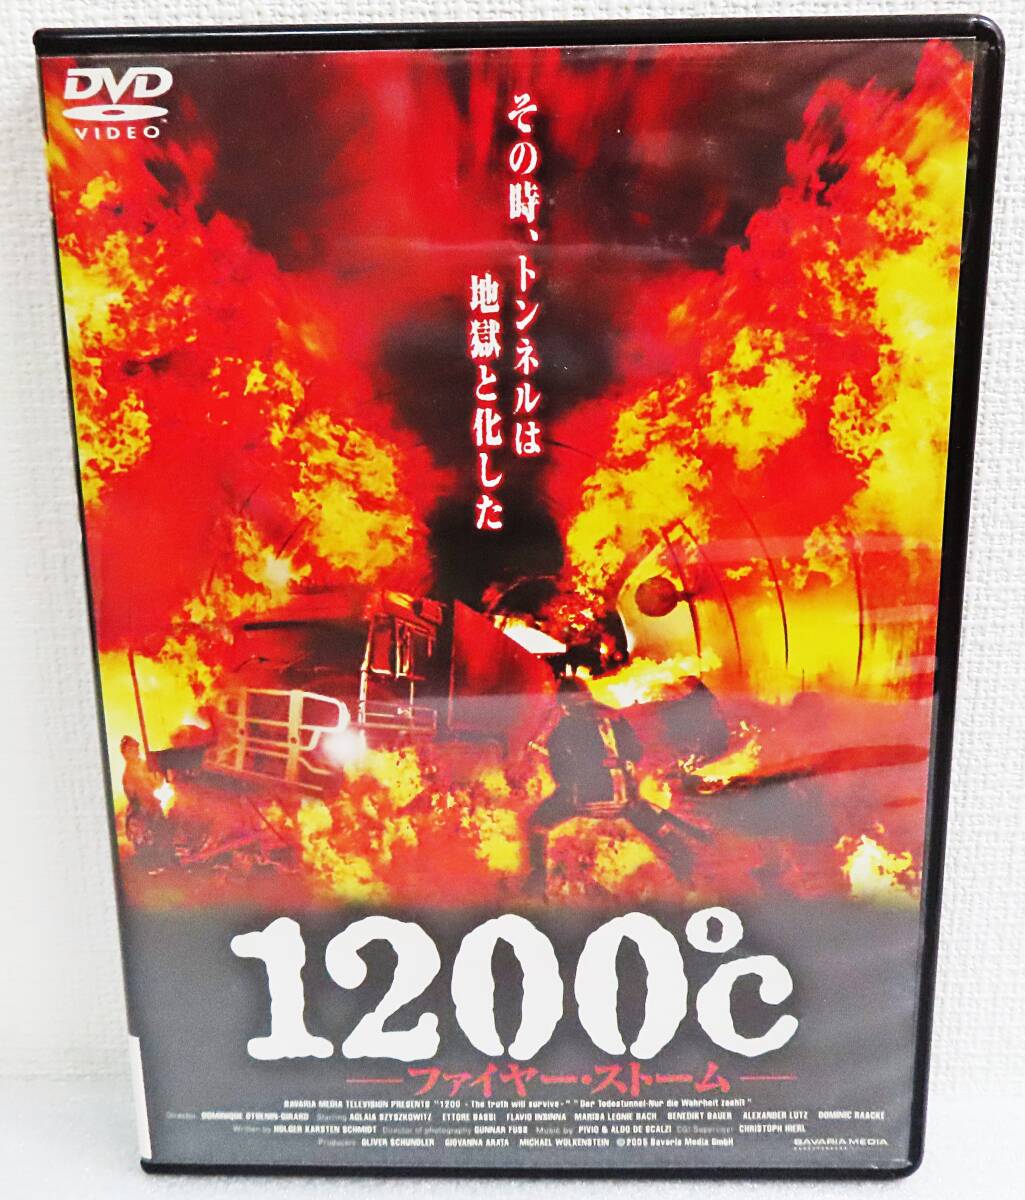 DVD
VIDEO
その時、トンネルは
地獄と化した
1200℃
―ファイヤー・ストーム―
BAVARIA MEDIA TELEVISION PRESENTS "1200 - The truth will survive -" "Der Todestunnel-Nur die Wahrheit zaehlt"
Director DOMINIQUE OTHENIN-GIRARD Starring AGLAIA SZYSZKOWITZ ETTORE BASSI FLAVIO INSINNA MARISA LEONIE BACH BENEDIKT BAUER ALEXANDER LUTZ DOMINIC RAACKE
Written by HOLGER KARSTEN SCHMIDT Director of photography GUNNAR FUSS Music by PIVIO & ALDO DE SCALZI CGI Supervisor CHRISTOPH HIERL
Producers OLIVER SCHUNDLER GIOVANNA ARATA MICHAEL WOLKENSTEIN ©2005 Bavaria Media GmbH
BAVARIA MEDIA